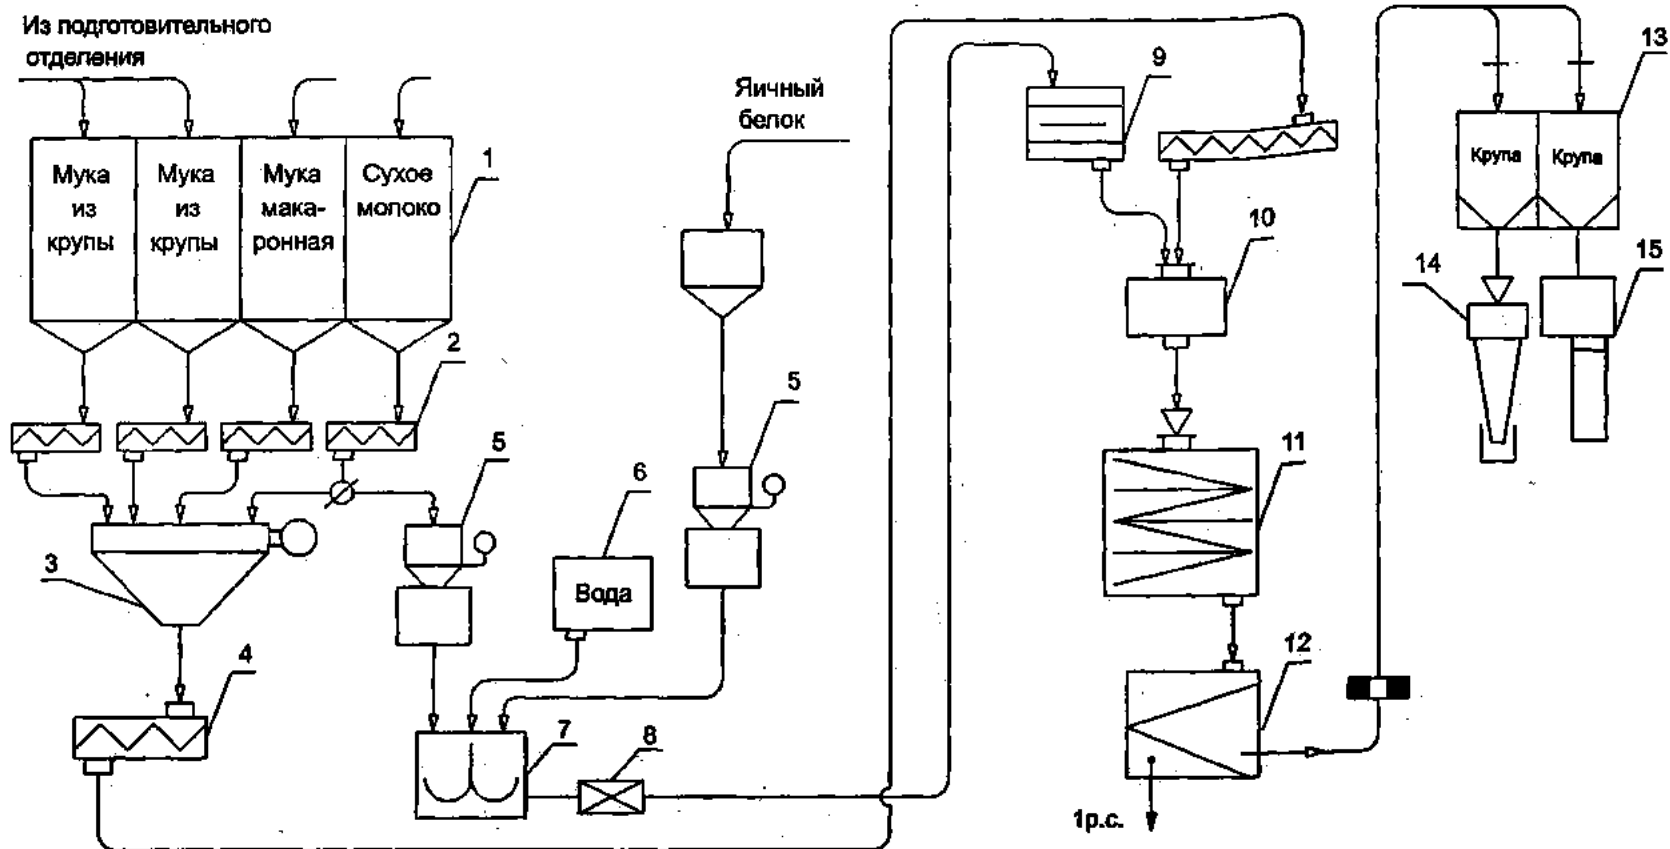 Из подготовительного
отделения
Мука
из
крупы
Мука
из
крупы
Мука
мака-
ронная
Сухое
молоко
1
2
3
4
5
6
Вода
7
8
Яичный
белок
5
9
10
11
12
1р.с.
13
Крупа
Крупа
14
15